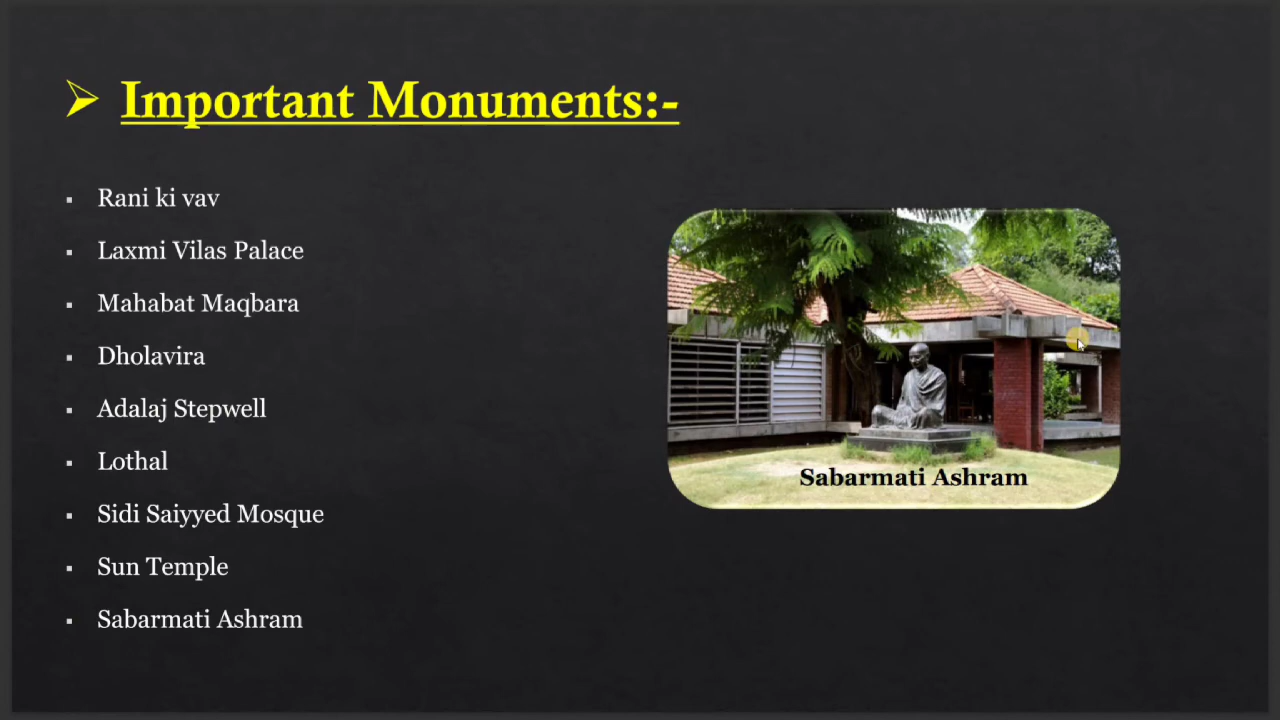 Important Monuments:-
Rani ki vav
Laxmi Vilas Palace
Mahabat Maqbara
Dholavira
Adalaj Stepwell
Lothal
Sidi Saiyyed Mosque
Sun Temple
Sabarmati Ashram
Sabarmati Ashram